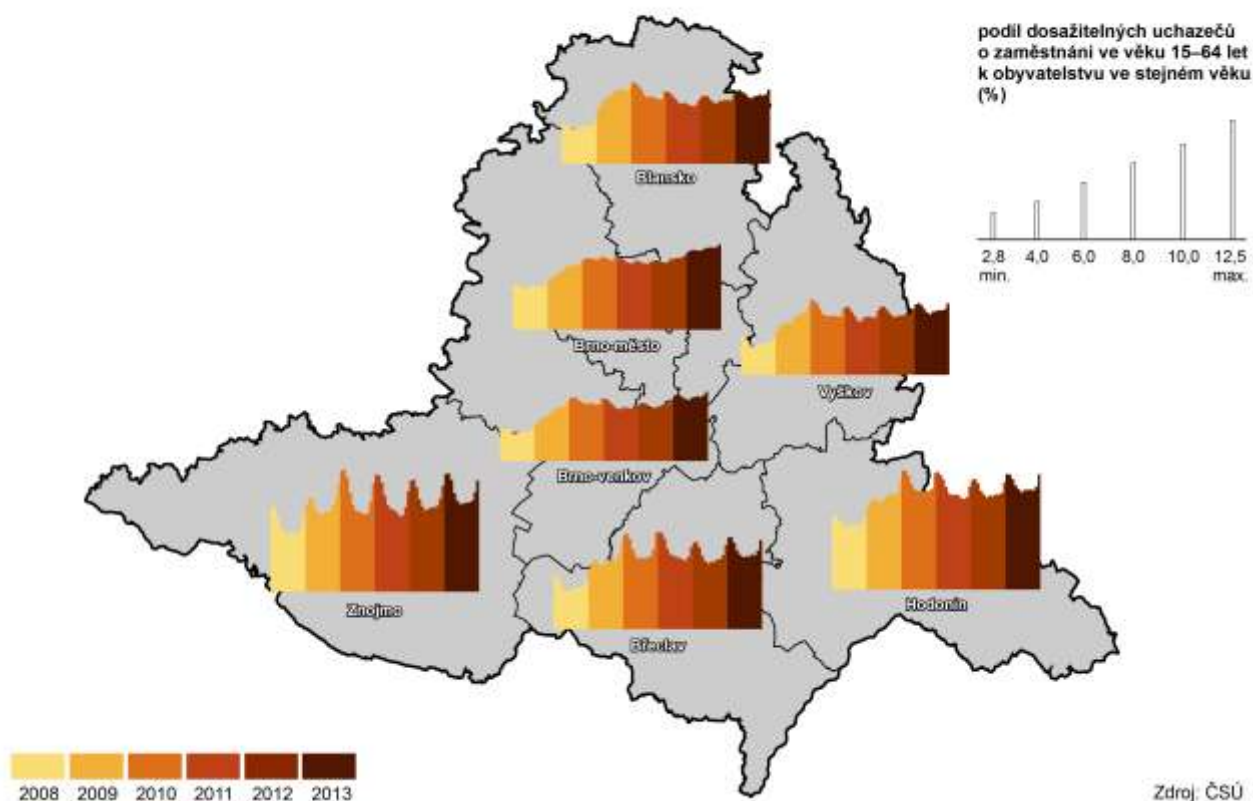 podíl dosažitelných uchazečů
o zaměstnání ve věku 15–64 let
k obyvatelstvu ve stejném věku
(%)
2,8 4,0 6,0 8,0 10,0 12,5
min. max.
Blansko
Brno-město
Vyškov
Brno-venkov
Znojmo
Hodonín
Břeclav
2008 2009 2010 2011 2012 2013
Zdroj: ČSÚ